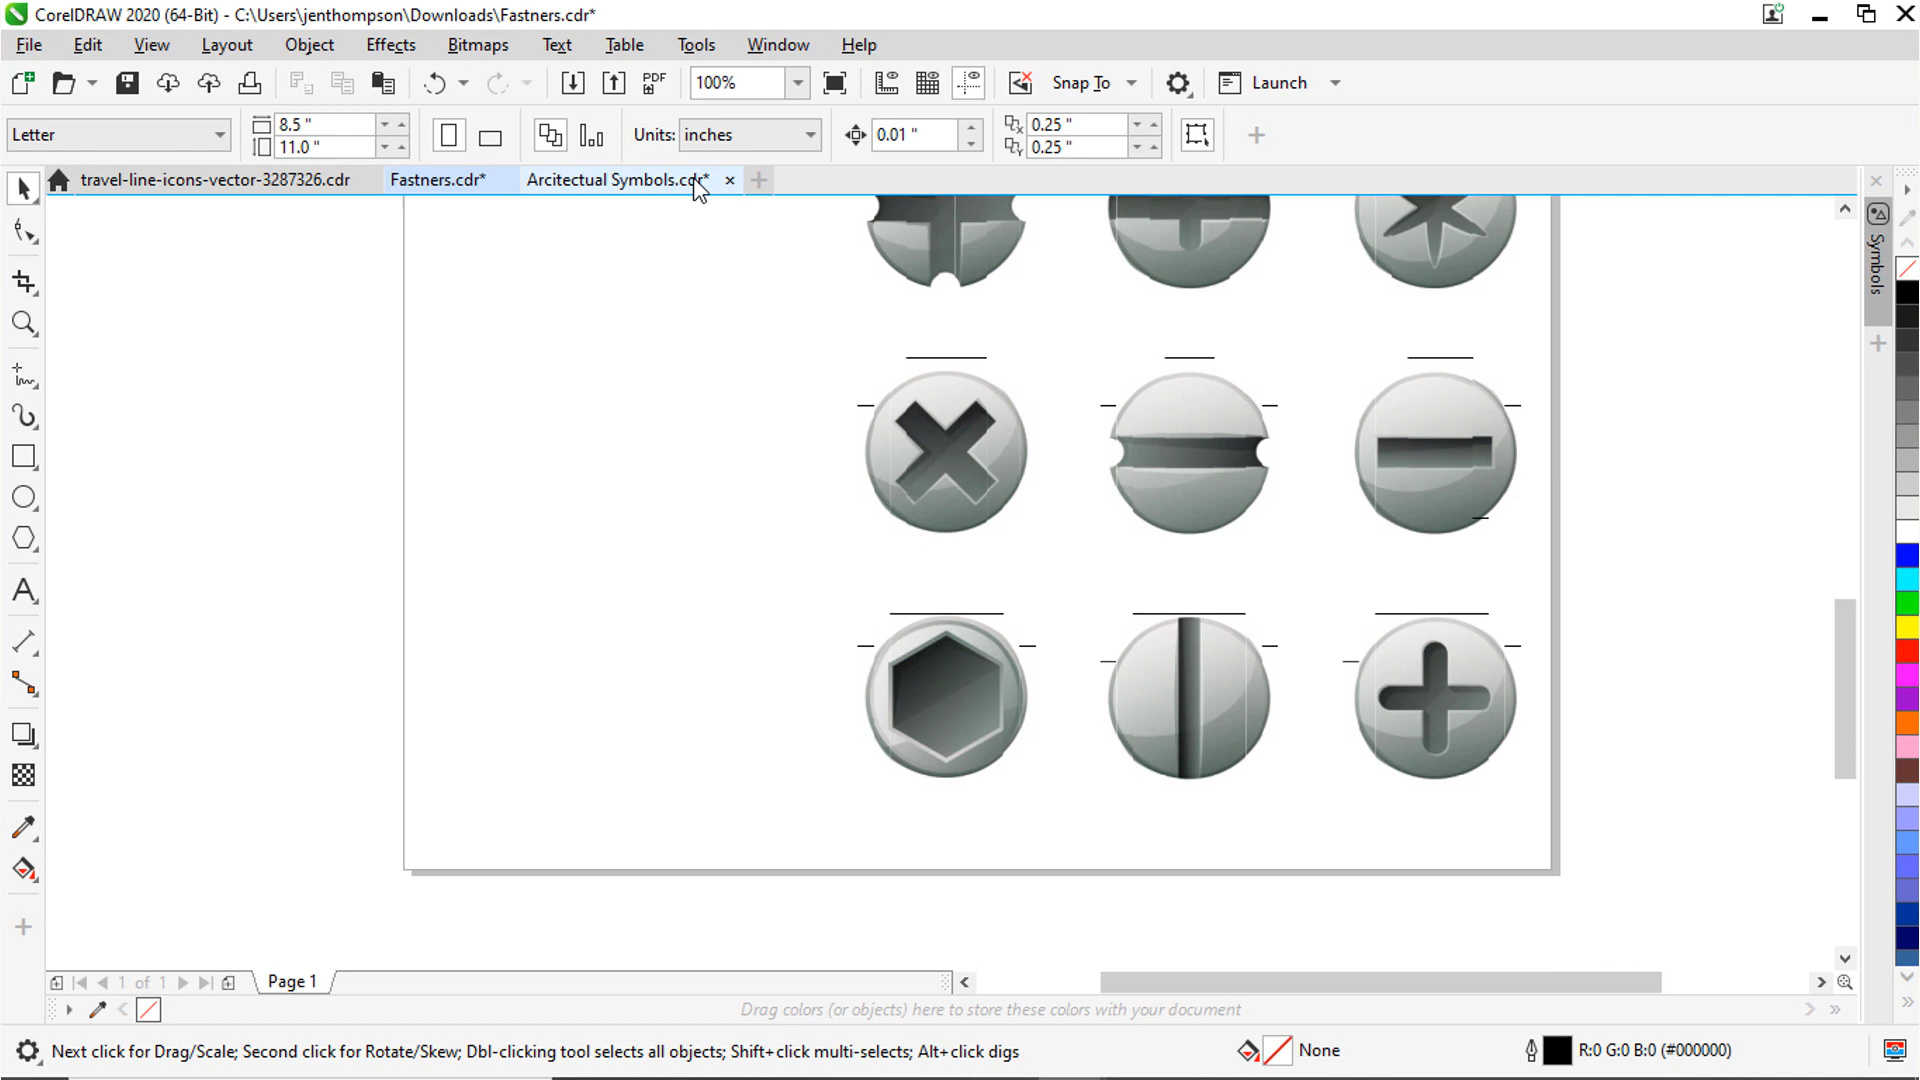 CorelDRAW 2020 (64-Bit) - C:\Users\jenthompson\Downloads\Fastners.cdr*
File Edit View Layout Object Effects Bitmaps Text Table Tools Window Help
PDF 100% Snap To Launch
Letter 8.5 " 11.0 " Units: inches 0.01 " 0.25 " 0.25 "
travel-line-icons-vector-3287326.cdr Fastners.cdr* Arcitectual Symbols.cdr*
Symbols
1 of 1 Page 1
Drag colors (or objects) here to store these colors with your document
Next click for Drag/Scale; Second click for Rotate/Skew; Dbl-clicking tool selects all objects; Shift+click multi-selects; Alt+click digs None R:0 G:0 B:0 (#000000)